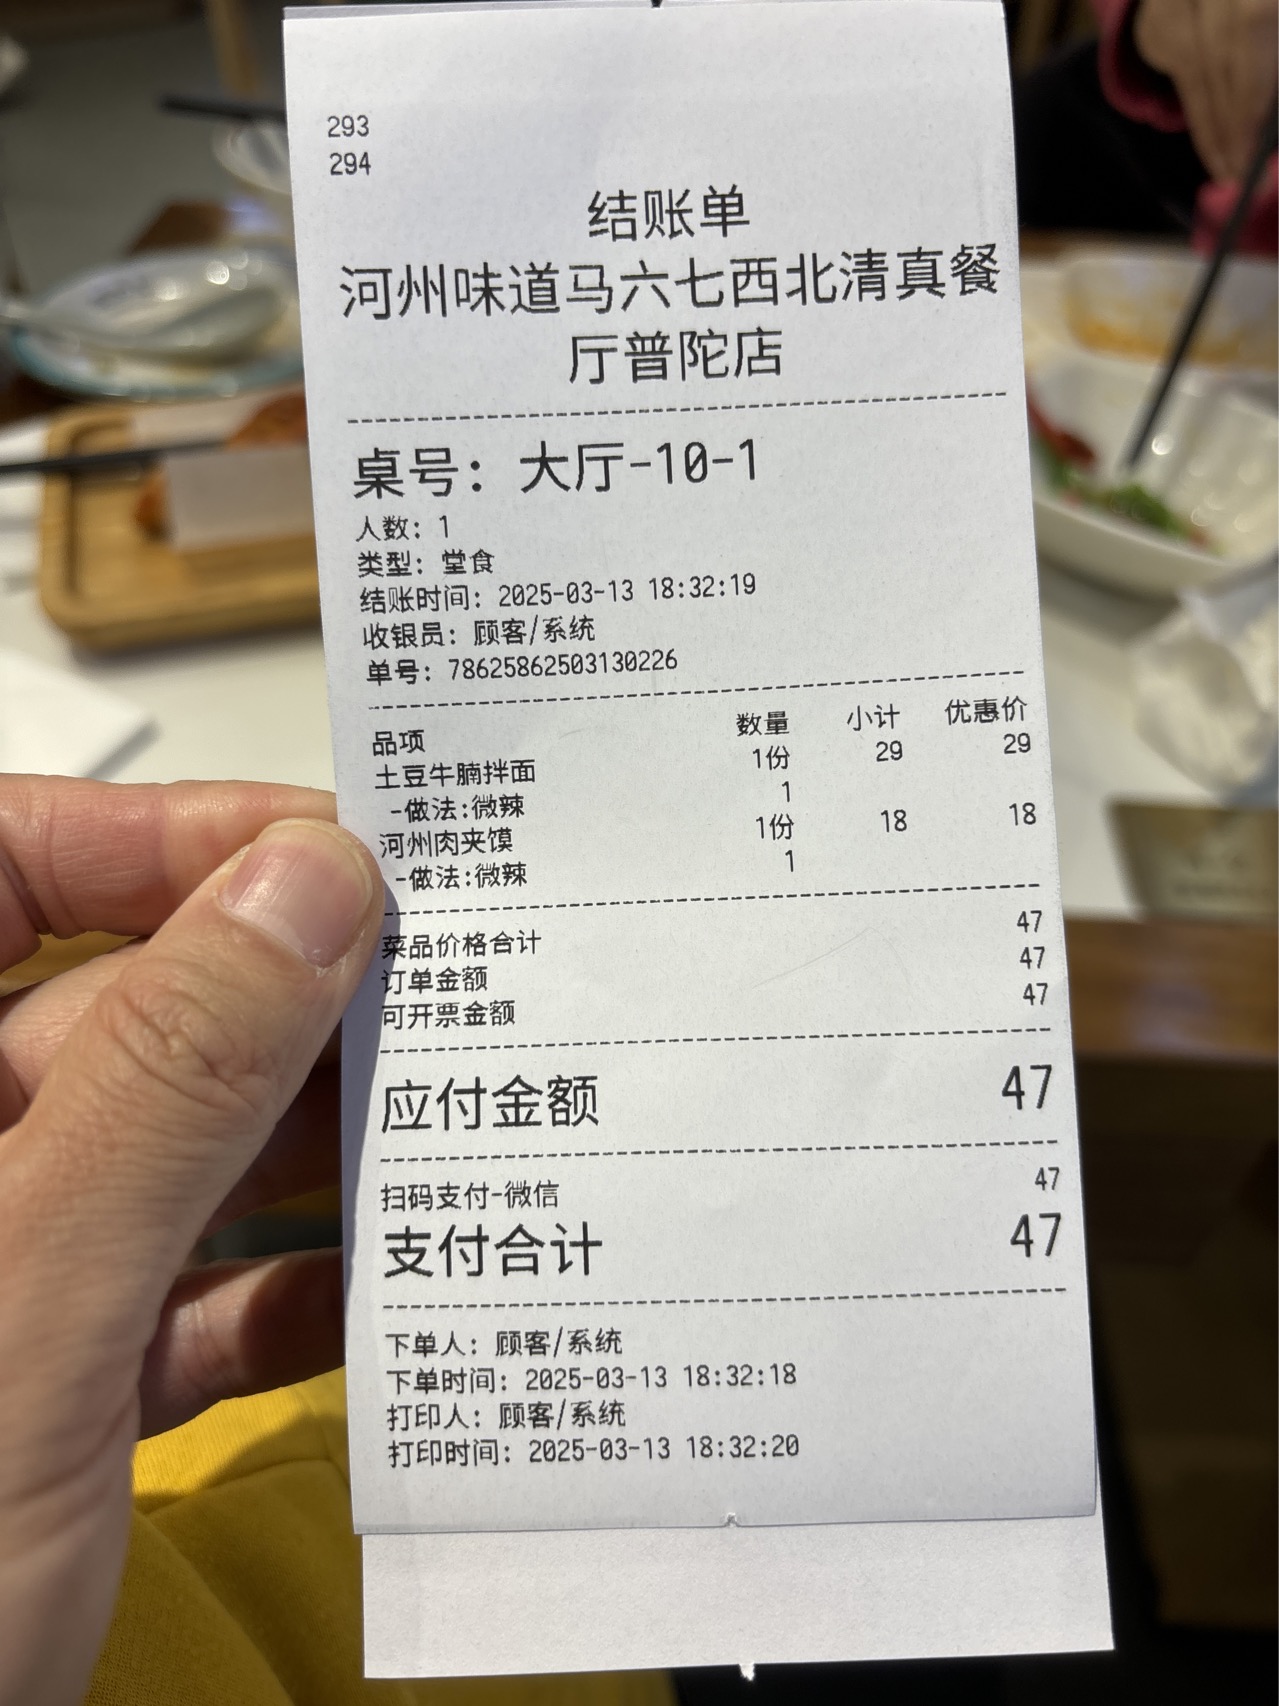 293
294
结账单
河州味道马六七西北清真餐
厅普陀店
桌号：大厅-10-1
人数：1
类型：堂食
结账时间：2025-03-13 18:32:19
收银员：顾客/系统
单号：78625862503130226
品项 数量 小计 优惠价
土豆牛腩拌面 1份 29 29
-做法:微辣 1
河州肉夹馍 1份 18 18
-做法:微辣 1
菜品价格合计 47
订单金额 47
可开票金额 47
应付金额 47
扫码支付-微信 47
支付合计 47
下单人：顾客/系统
下单时间：2025-03-13 18:32:18
打印人：顾客/系统
打印时间：2025-03-13 18:32:20